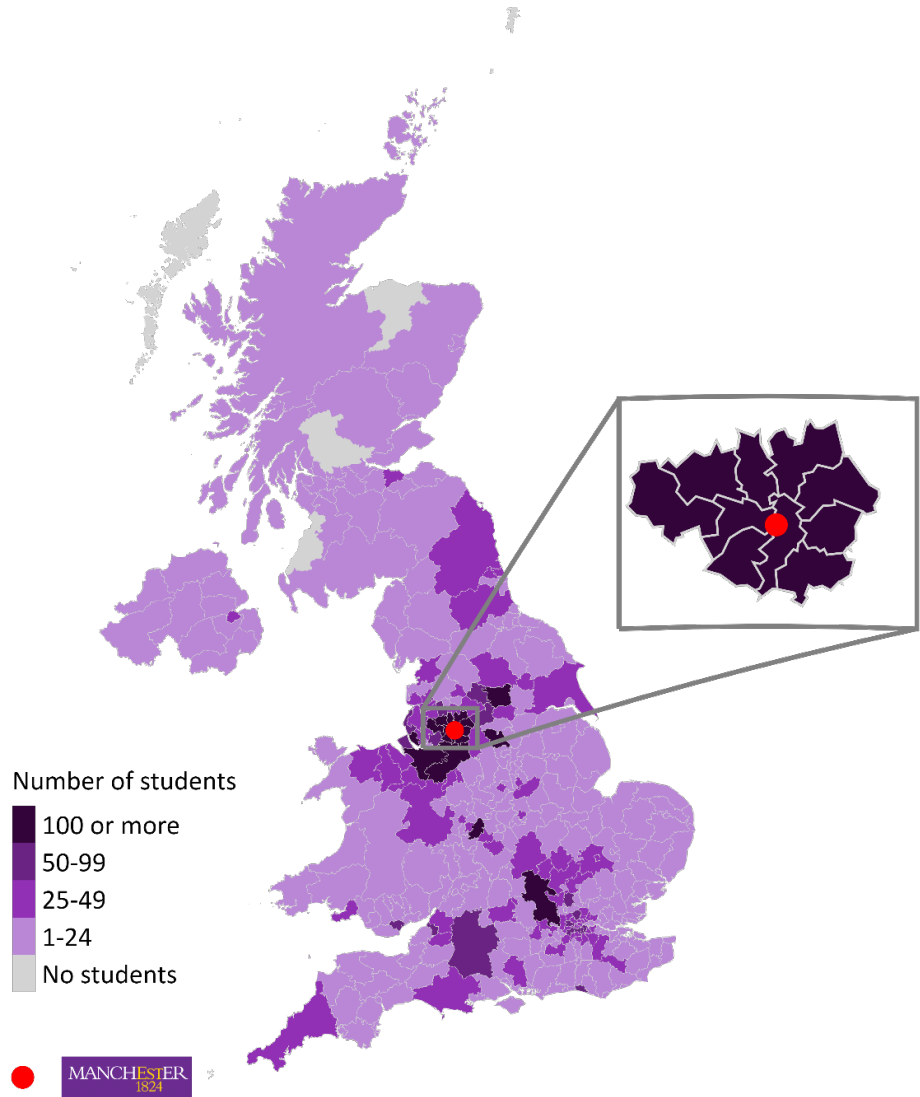 Number of students
100 or more
50-99
25-49
1-24
No students
MANCHESTER
1824